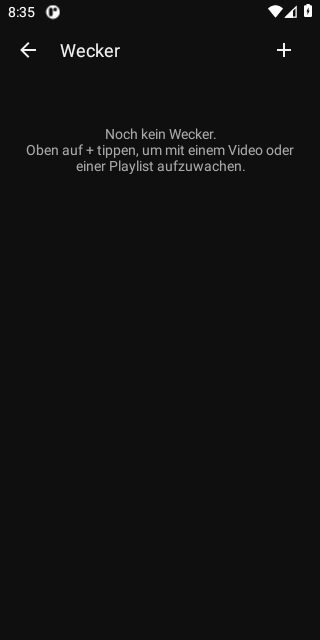 8:35
Wecker
Noch kein Wecker.
Oben auf + tippen, um mit einem Video oder
einer Playlist aufzuwachen.